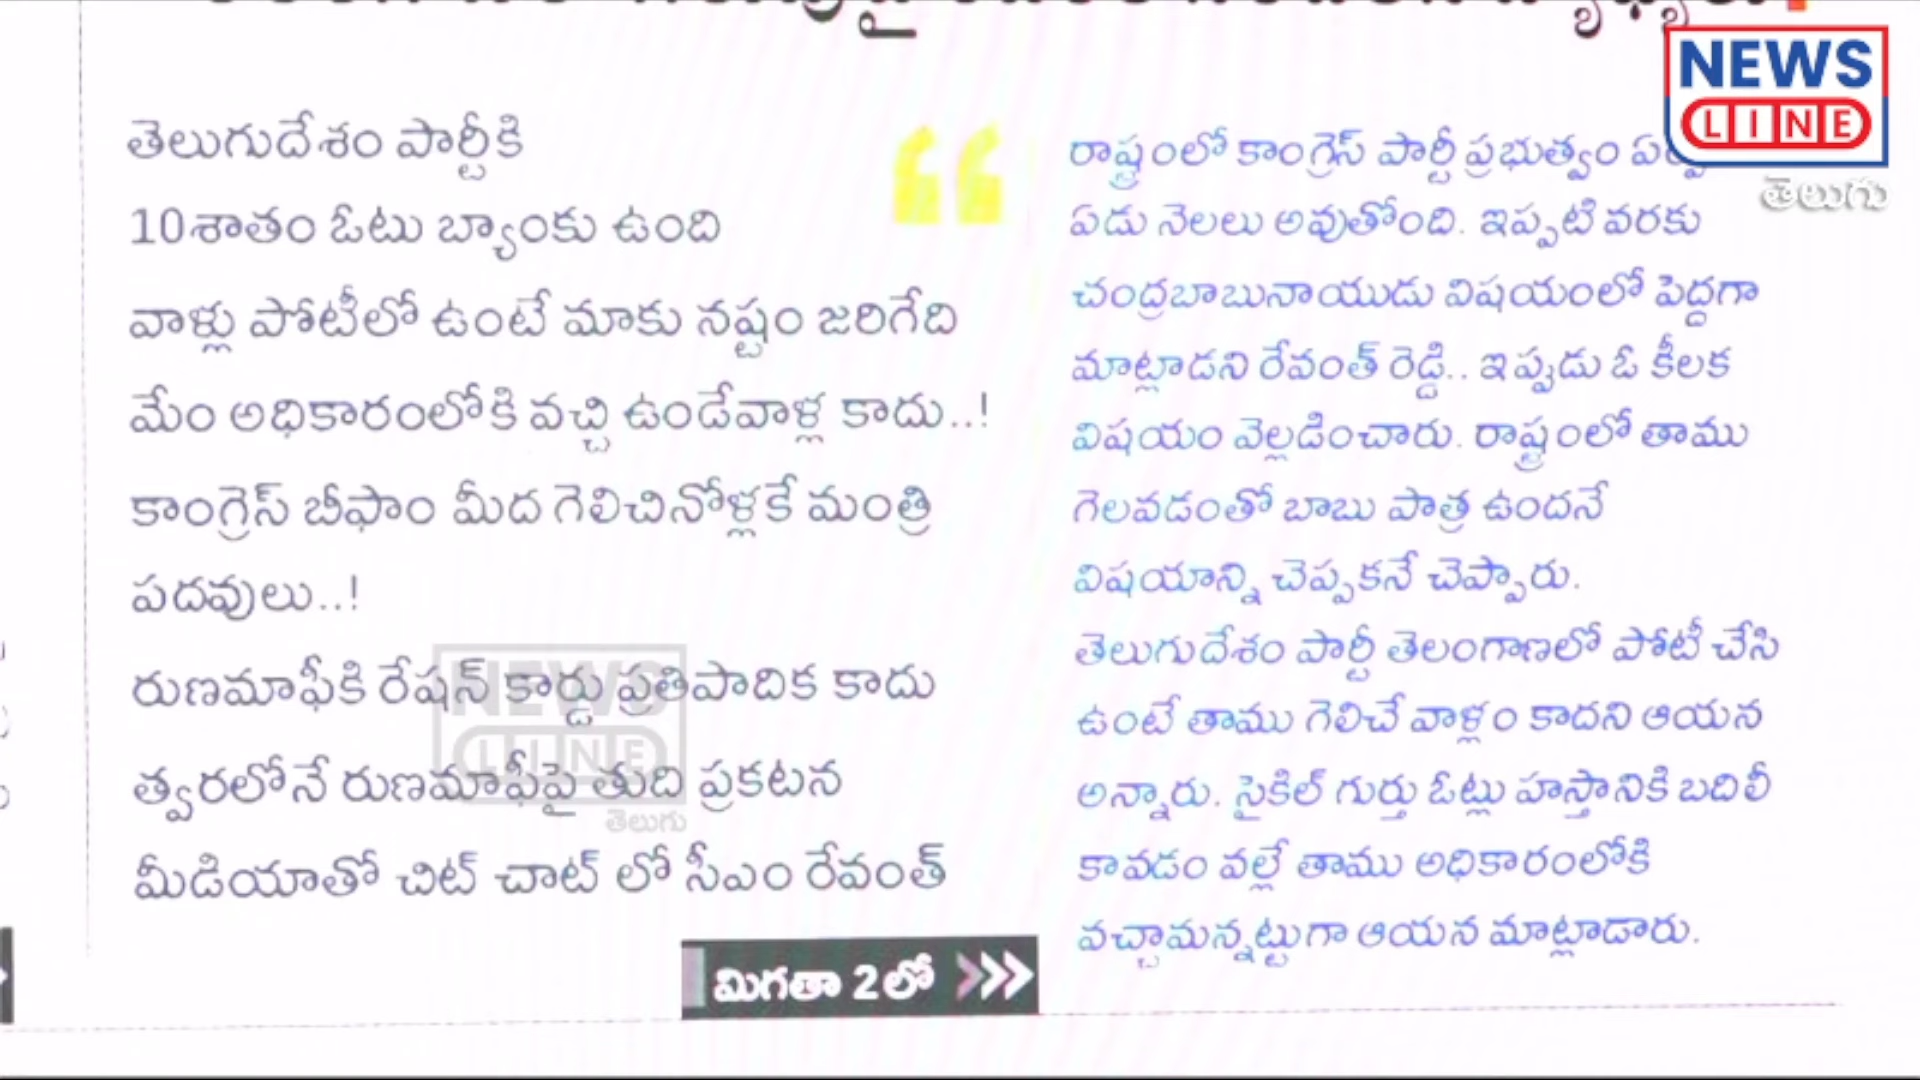 NEWS
LINE
తెలుగు
తెలుగుదేశం పార్టీకి
10శాతం ఓటు బ్యాంకు ఉంది
వాళ్లు పోటీలో ఉంటే మాకు నష్టం జరిగేది
మేం అధికారంలోకి వచ్చి ఉండేవాళ్ల కాదు..!
కాంగ్రెస్ బీఫాం మీద గెలిచినోళ్లకే మంత్రి
పదవులు..!
రుణమాఫీకి రేషన్ కార్డు ప్రతిపాదిక కాదు
త్వరలోనే రుణమాఫీపై తుది ప్రకటన
మీడియాతో చిట్ చాట్ లో సీఎం రేవంత్
మిగతా 2లో
రాష్ట్రంలో కాంగ్రెస్ పార్టీ ప్రభుత్వం
ఏడు నెలలు అవుతోంది. ఇప్పటి వరకు
చంద్రబాబునాయుడు విషయంలో పెద్దగా
మాట్లాడని రేవంత్ రెడ్డి.. ఇప్పుడు ఓ కీలక
విషయం వెల్లడించారు. రాష్ట్రంలో తాము
గెలవడంతో బాబు పాత్ర ఉందనే
విషయాన్ని చెప్పకనే చెప్పారు.
తెలుగుదేశం పార్టీ తెలంగాణలో పోటీ చేసి
ఉంటే తాము గెలిచే వాళ్లం కాదని ఆయన
అన్నారు. సైకిల్ గుర్తు ఓట్లు హస్తానికి బదిలీ
కావడం వల్లే తాము అధికారంలోకి
వచ్చామన్నట్టుగా ఆయన మాట్లాడారు.
NEWS
LINE
తెలుగు